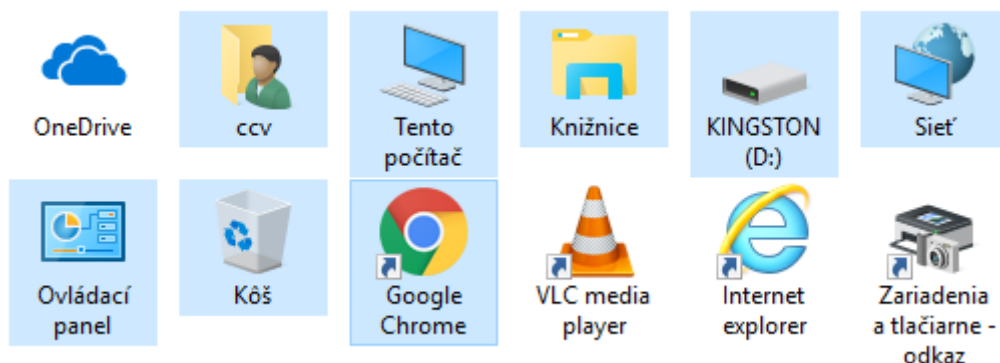 OneDrive
ccv
Tento
počítač
Knižnice
KINGSTON
(D:)
Sieť
Ovládací
panel
Kôš
Google
Chrome
VLC media
player
Internet
explorer
Zariadenia
a tlačiarne -
odkaz